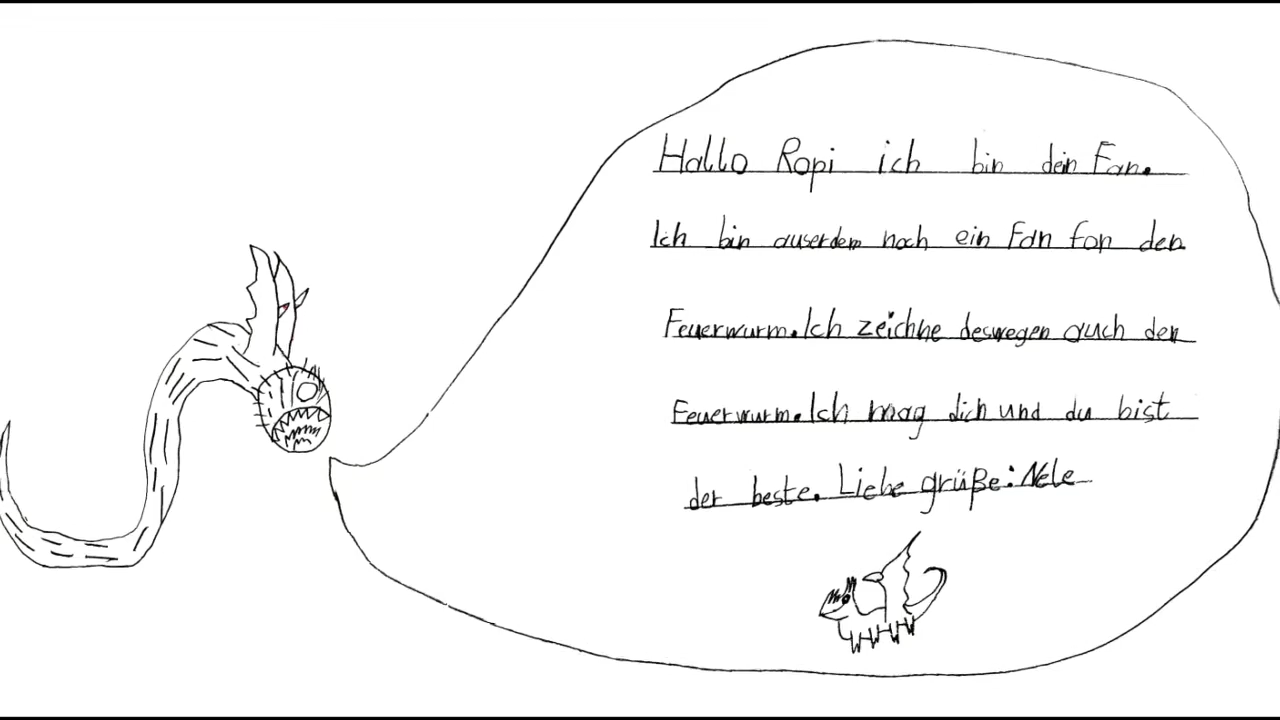 Hallo Ropi ich bin dein Fan.
Ich bin auserdem noch ein Fan fon den
Feuerwurm. Ich zeichne deswegen auch den
Feuerwurm. Ich mag dich und du bist
der beste. Liebe grüße: Nele